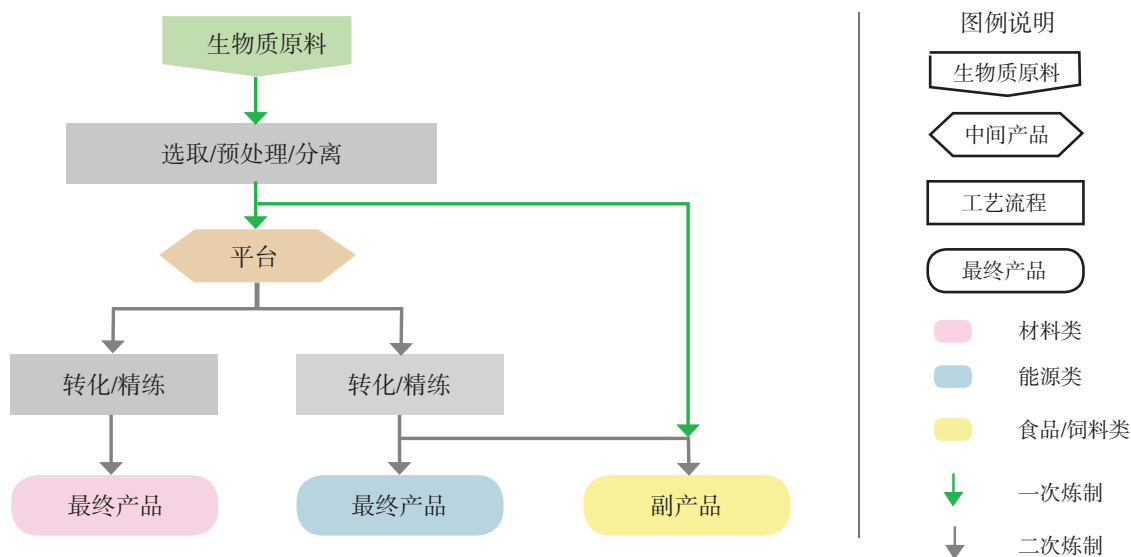 生物质原料
选取/预处理/分离
平台
转化/精练
转化/精练
最终产品
最终产品
副产品
图例说明
生物质原料
中间产品
工艺流程
最终产品
材料类
能源类
食品/饲料类
一次炼制
二次炼制